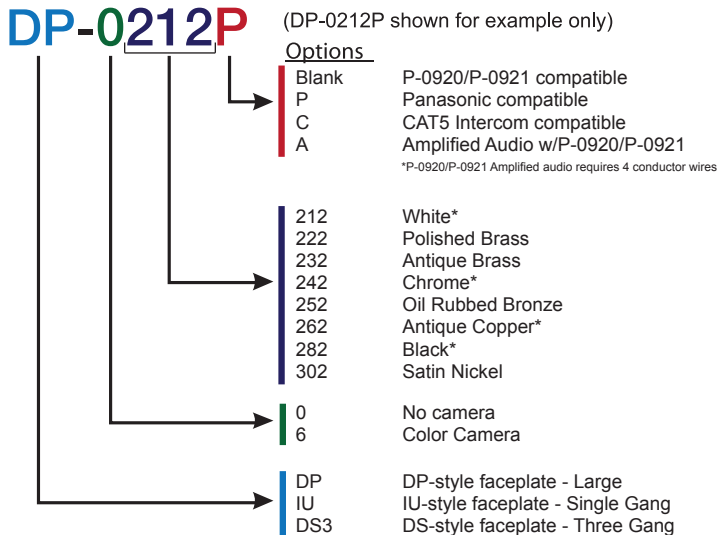 DP-0212P (DP-0212P shown for example only)
Options
Blank P-0920/P-0921 compatible
P Panasonic compatible
C CAT5 Intercom compatible
A Amplified Audio w/P-0920/P-0921
*P-0920/P-0921 Amplified audio requires 4 conductor wires
212 White*
222 Polished Brass
232 Antique Brass
242 Chrome*
252 Oil Rubbed Bronze
262 Antique Copper*
282 Black*
302 Satin Nickel
0 No camera
6 Color Camera
DP DP-style faceplate - Large
IU IU-style faceplate - Single Gang
DS3 DS-style faceplate - Three Gang